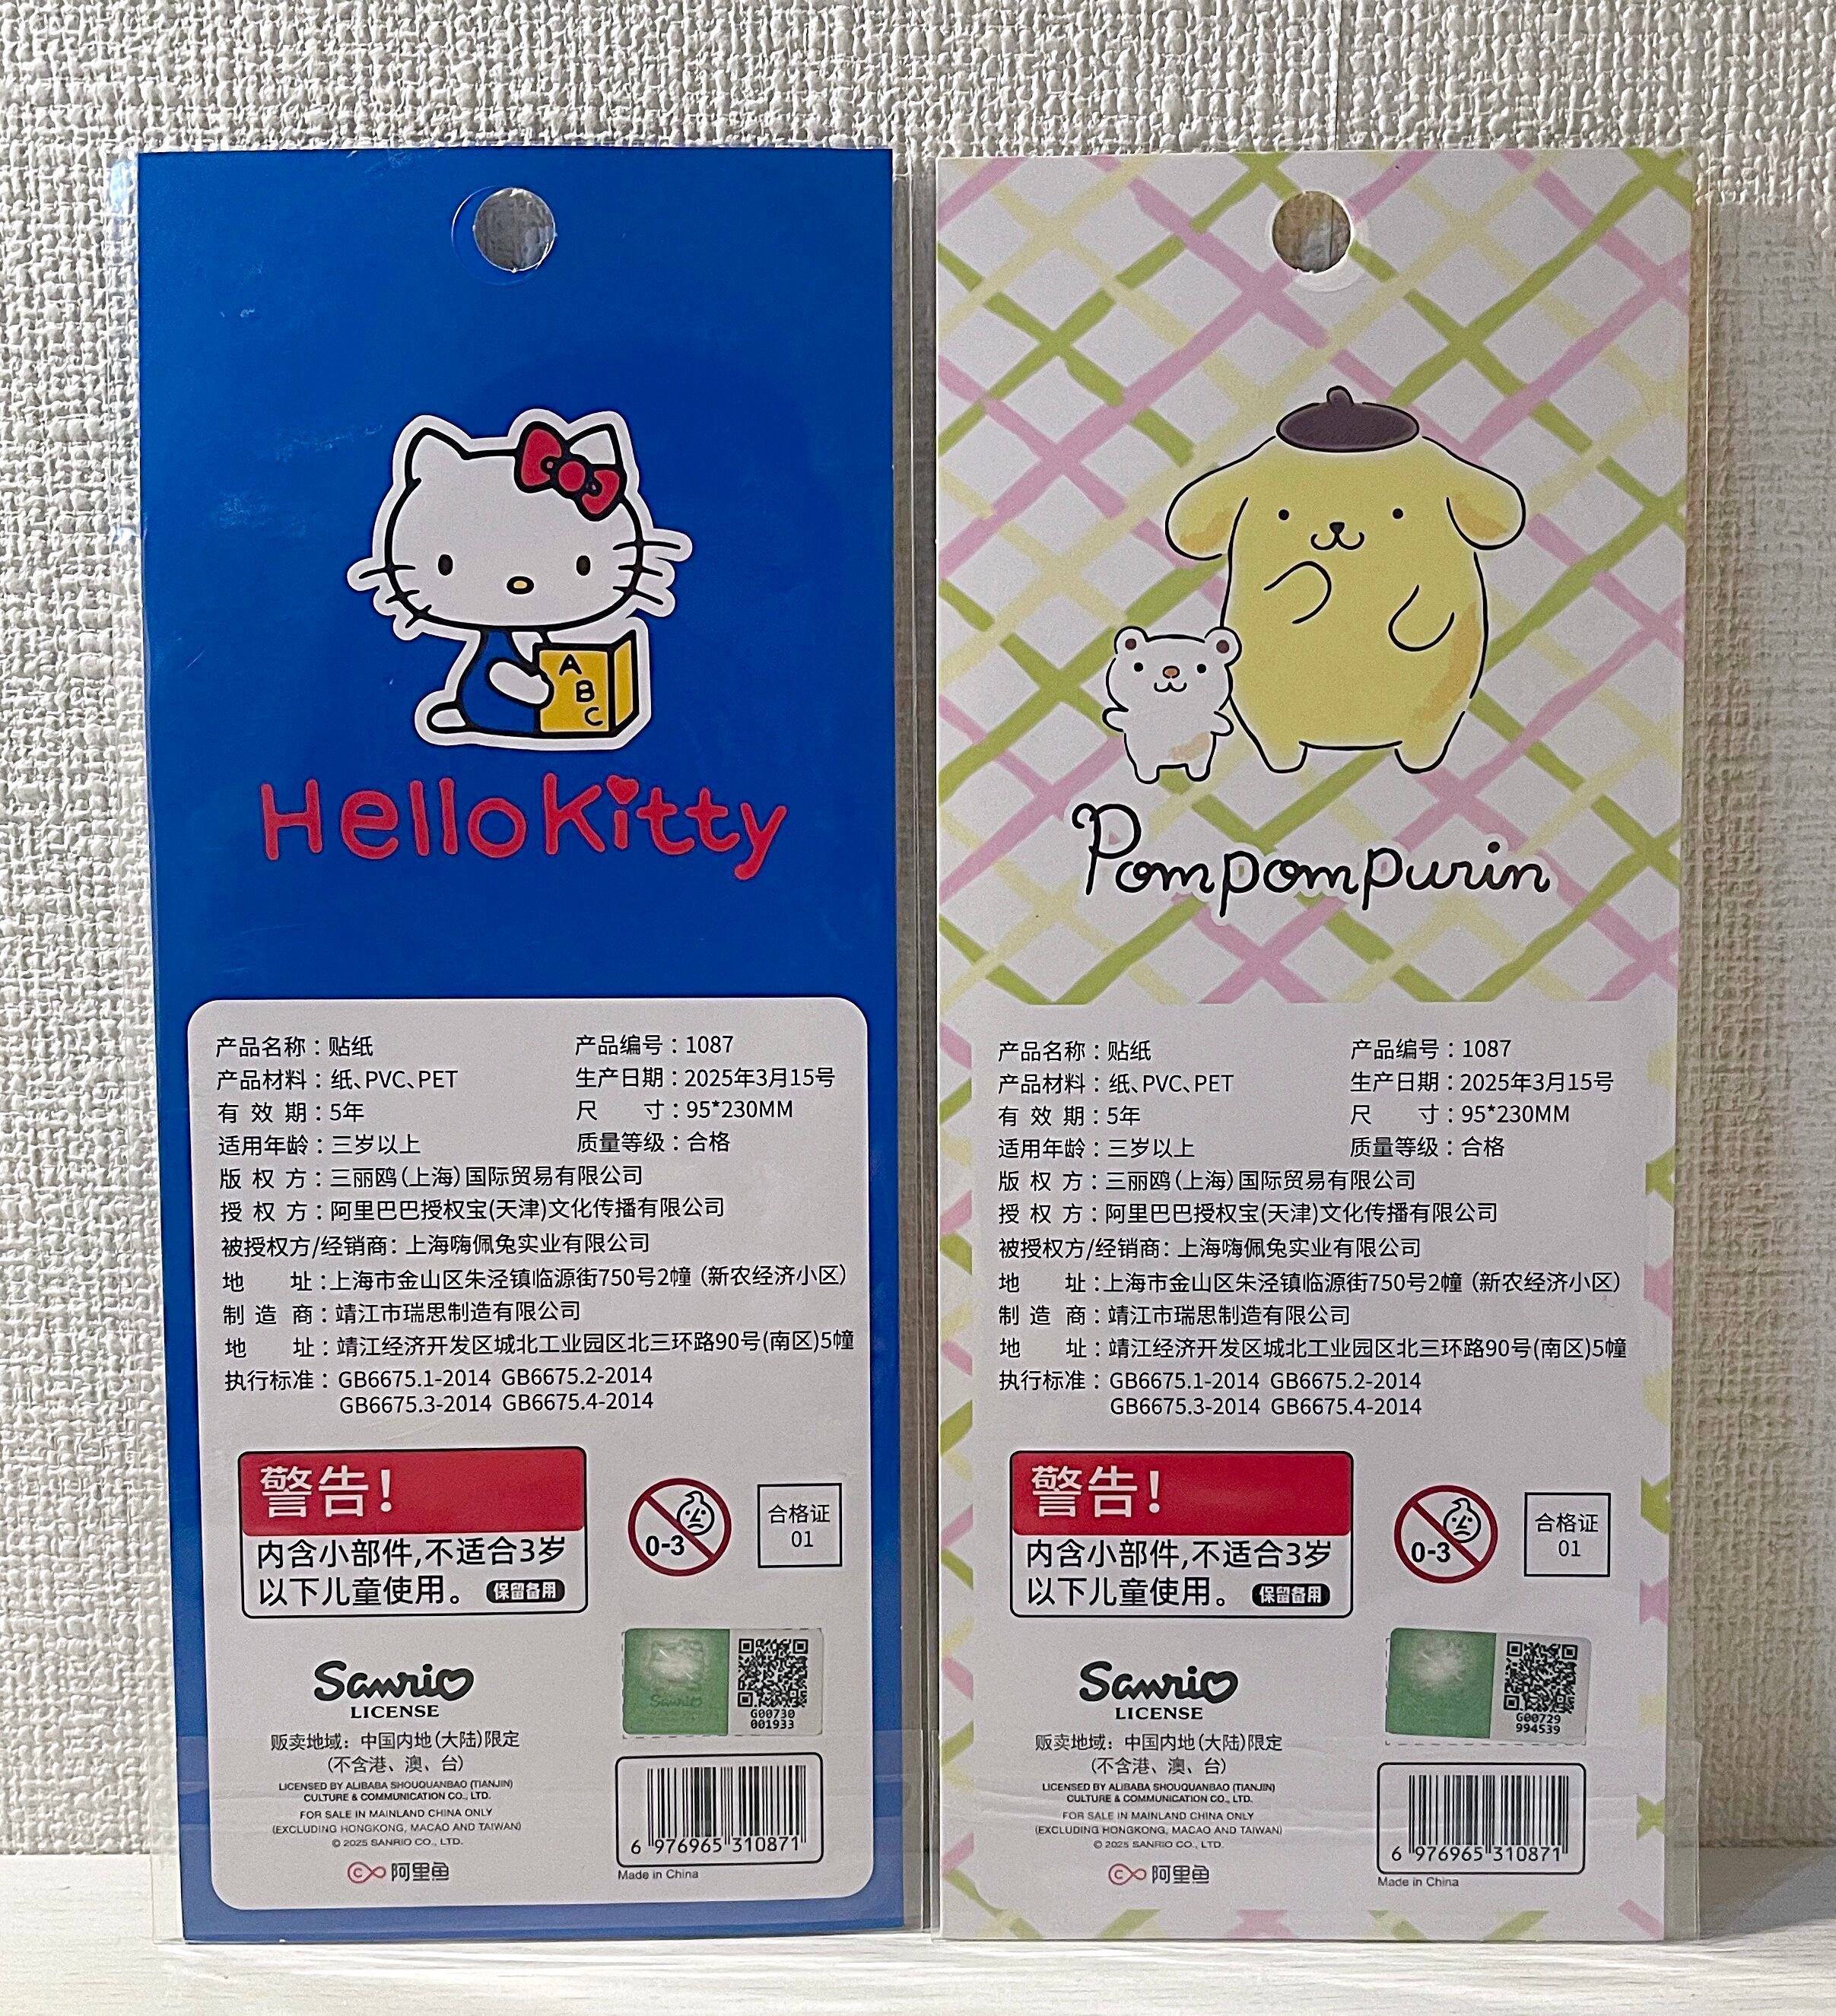 A
B
C
Hello Kitty
产品名称：贴纸 产品编号：1087
产品材料：纸、PVC、PET 生产日期：2025年3月15号
有效期：5年 尺寸：95*230MM
适用年龄：三岁以上 质量等级：合格
版权方：三丽鸥（上海）国际贸易有限公司
授权方：阿里巴巴授权宝(天津)文化传播有限公司
被授权方/经销商：上海嗨佩兔实业有限公司
地址：上海市金山区朱泾镇临源街750号2幢（新农经济小区）
制造商：靖江市瑞思制造有限公司
地址：靖江经济开发区城北工业园区北三环路90号(南区)5幢
执行标准：GB6675.1-2014 GB6675.2-2014
GB6675.3-2014 GB6675.4-2014
警告！
内含小部件,不适合3岁
以下儿童使用。 保留备用
0-3
合格证
01
Sanrio
LICENSE
贩卖地域：中国内地（大陆）限定
（不含港、澳、台）
LICENSED BY ALIBABA SHOUQUANBAO (TIANJIN)
CULTURE & COMMUNICATION CO., LTD.
FOR SALE IN MAINLAND CHINA ONLY
(EXCLUDING HONGKONG, MACAO AND TAIWAN)
© 2025 SANRIO CO., LTD.
阿里鱼
Sanrio
G00730
001933
6 976965 310871
Made in China
Pompompurin
产品名称：贴纸 产品编号：1087
产品材料：纸、PVC、PET 生产日期：2025年3月15号
有效期：5年 尺寸：95*230MM
适用年龄：三岁以上 质量等级：合格
版权方：三丽鸥（上海）国际贸易有限公司
授权方：阿里巴巴授权宝(天津)文化传播有限公司
被授权方/经销商：上海嗨佩兔实业有限公司
地址：上海市金山区朱泾镇临源街750号2幢（新农经济小区）
制造商：靖江市瑞思制造有限公司
地址：靖江经济开发区城北工业园区北三环路90号(南区)5幢
执行标准：GB6675.1-2014 GB6675.2-2014
GB6675.3-2014 GB6675.4-2014
警告！
内含小部件,不适合3岁
以下儿童使用。 保留备用
0-3
合格证
01
Sanrio
LICENSE
贩卖地域：中国内地（大陆）限定
（不含港、澳、台）
LICENSED BY ALIBABA SHOUQUANBAO (TIANJIN)
CULTURE & COMMUNICATION CO., LTD.
FOR SALE IN MAINLAND CHINA ONLY
(EXCLUDING HONGKONG, MACAO AND TAIWAN)
© 2025 SANRIO CO., LTD.
阿里鱼
G00729
994539
6 976965 310871
Made in China